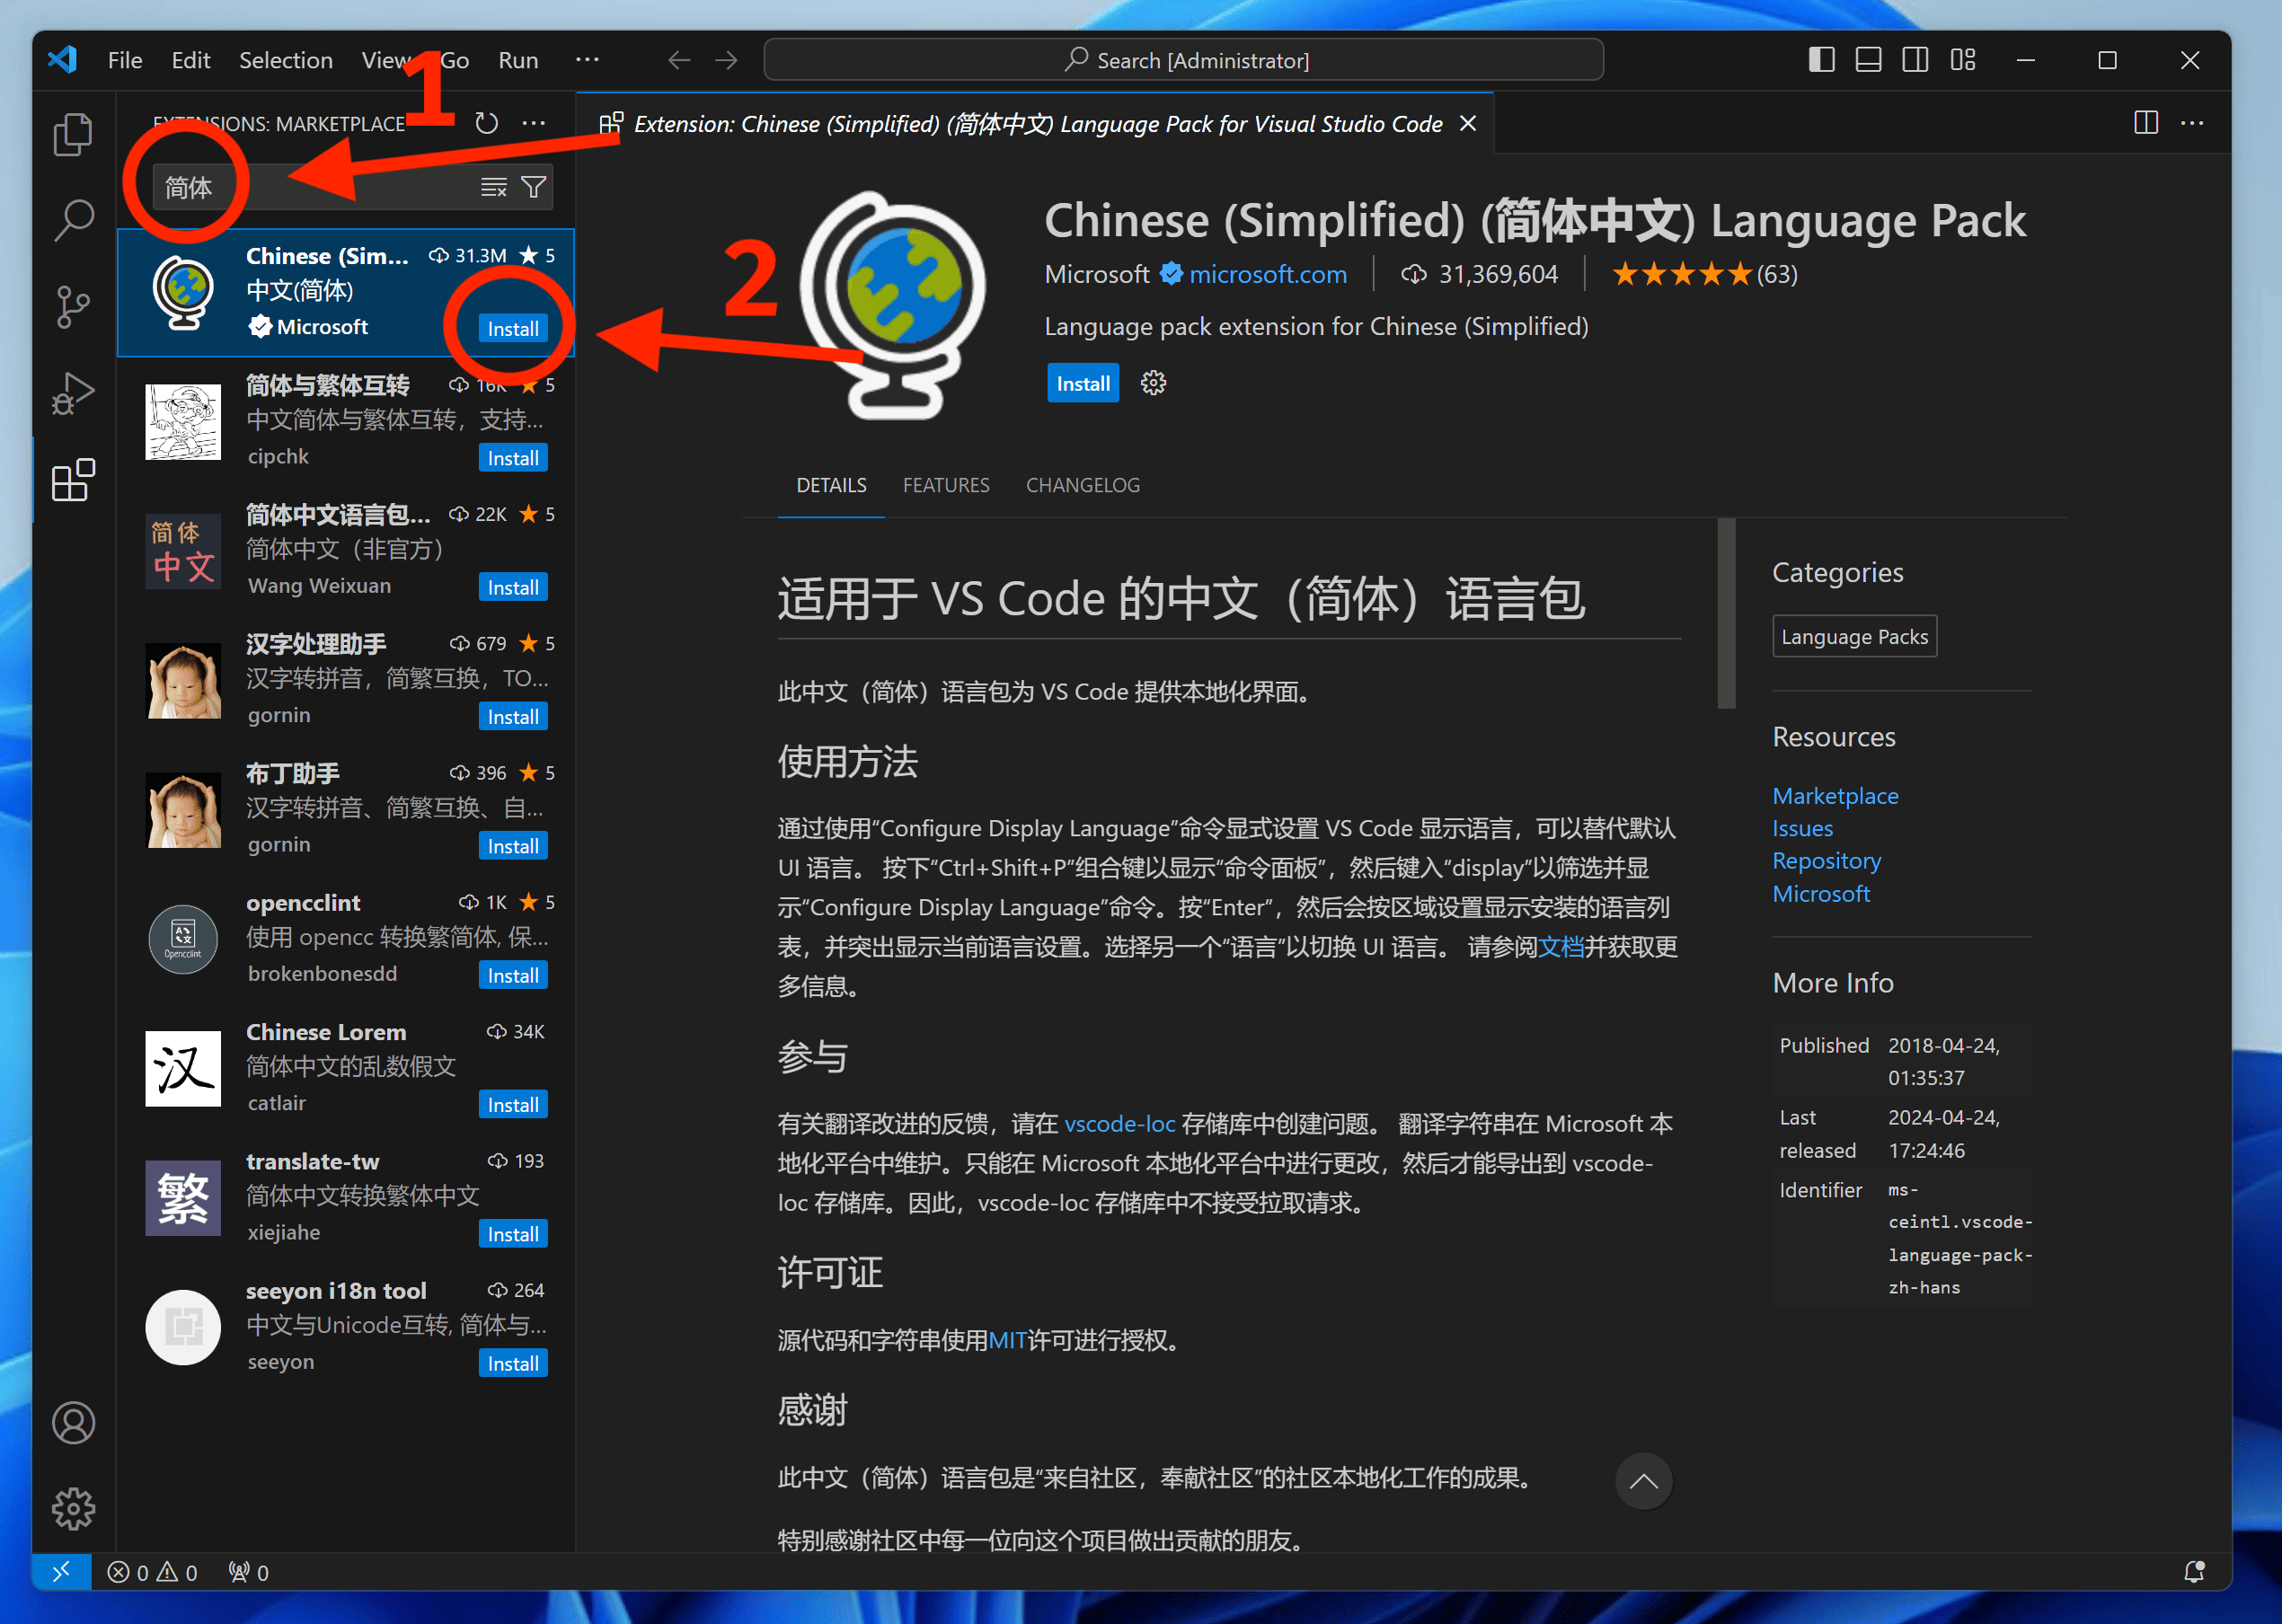 File Edit Selection View Go Run ···
Search [Administrator]
1
EXTENSIONS: MARKETPLACE
简体
Chinese (Sim... 31.3M ★ 5
中文(简体)
Microsoft Install
简体与繁体互转 16K ★ 5
中文简体与繁体互转，支持...
cipchk Install
简体中文语言包... 22K ★ 5
简体中文（非官方）
Wang Weixuan Install
汉字处理助手 679 ★ 5
汉字转拼音，简繁互换，TO...
gornin Install
布丁助手 396 ★ 5
汉字转拼音、简繁互换、自...
gornin Install
opencclint 1K ★ 5
使用 opencc 转换繁简体, 保...
brokenbonesdd Install
Opencclint
Chinese Lorem 34K
简体中文的乱数假文
catlair Install
汉
translate-tw 193
简体中文转换繁体中文
xiejiahe Install
繁
seeyon i18n tool 264
中文与Unicode互转, 简体与...
seeyon Install
简体
中文
2
Extension: Chinese (Simplified) (简体中文) Language Pack for Visual Studio Code
Chinese (Simplified) (简体中文) Language Pack
Microsoft microsoft.com 31,369,604 ★★★★★(63)
Language pack extension for Chinese (Simplified)
Install
DETAILS FEATURES CHANGELOG
适用于 VS Code 的中文（简体）语言包
此中文（简体）语言包为 VS Code 提供本地化界面。
使用方法
通过使用“Configure Display Language”命令显式设置 VS Code 显示语言，可以替代默认
UI 语言。 按下“Ctrl+Shift+P”组合键以显示“命令面板”，然后键入“display”以筛选并显
示“Configure Display Language”命令。按“Enter”，然后会按区域设置显示安装的语言列
表，并突出显示当前语言设置。选择另一个“语言”以切换 UI 语言。 请参阅文档并获取更
多信息。
参与
有关翻译改进的反馈，请在 vscode-loc 存储库中创建问题。 翻译字符串在 Microsoft 本
地化平台中维护。只能在 Microsoft 本地化平台中进行更改，然后才能导出到 vscode-
loc 存储库。因此，vscode-loc 存储库中不接受拉取请求。
许可证
源代码和字符串使用MIT许可进行授权。
感谢
此中文（简体）语言包是“来自社区，奉献社区”的社区本地化工作的成果。
特别感谢社区中每一位向这个项目做出贡献的朋友。
Categories
Language Packs
Resources
Marketplace
Issues
Repository
Microsoft
More Info
Published 2018-04-24,
01:35:37
Last 2024-04-24,
released 17:24:46
Identifier ms-
ceintl.vscode-
language-pack-
zh-hans
0 0 0